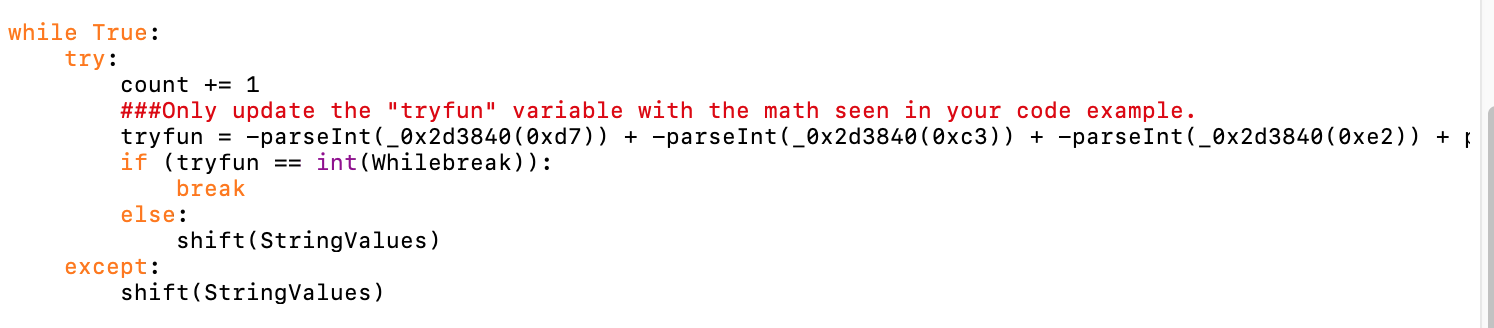 while True:
    try:
        count += 1
        ###Only update the "tryfun" variable with the math seen in your code example.
        tryfun = -parseInt(_0x2d3840(0xd7)) + -parseInt(_0x2d3840(0xc3)) + -parseInt(_0x2d3840(0xe2)) +
        if (tryfun == int(Whilebreak)):
            break
        else:
            shift(StringValues)
    except:
        shift(StringValues)